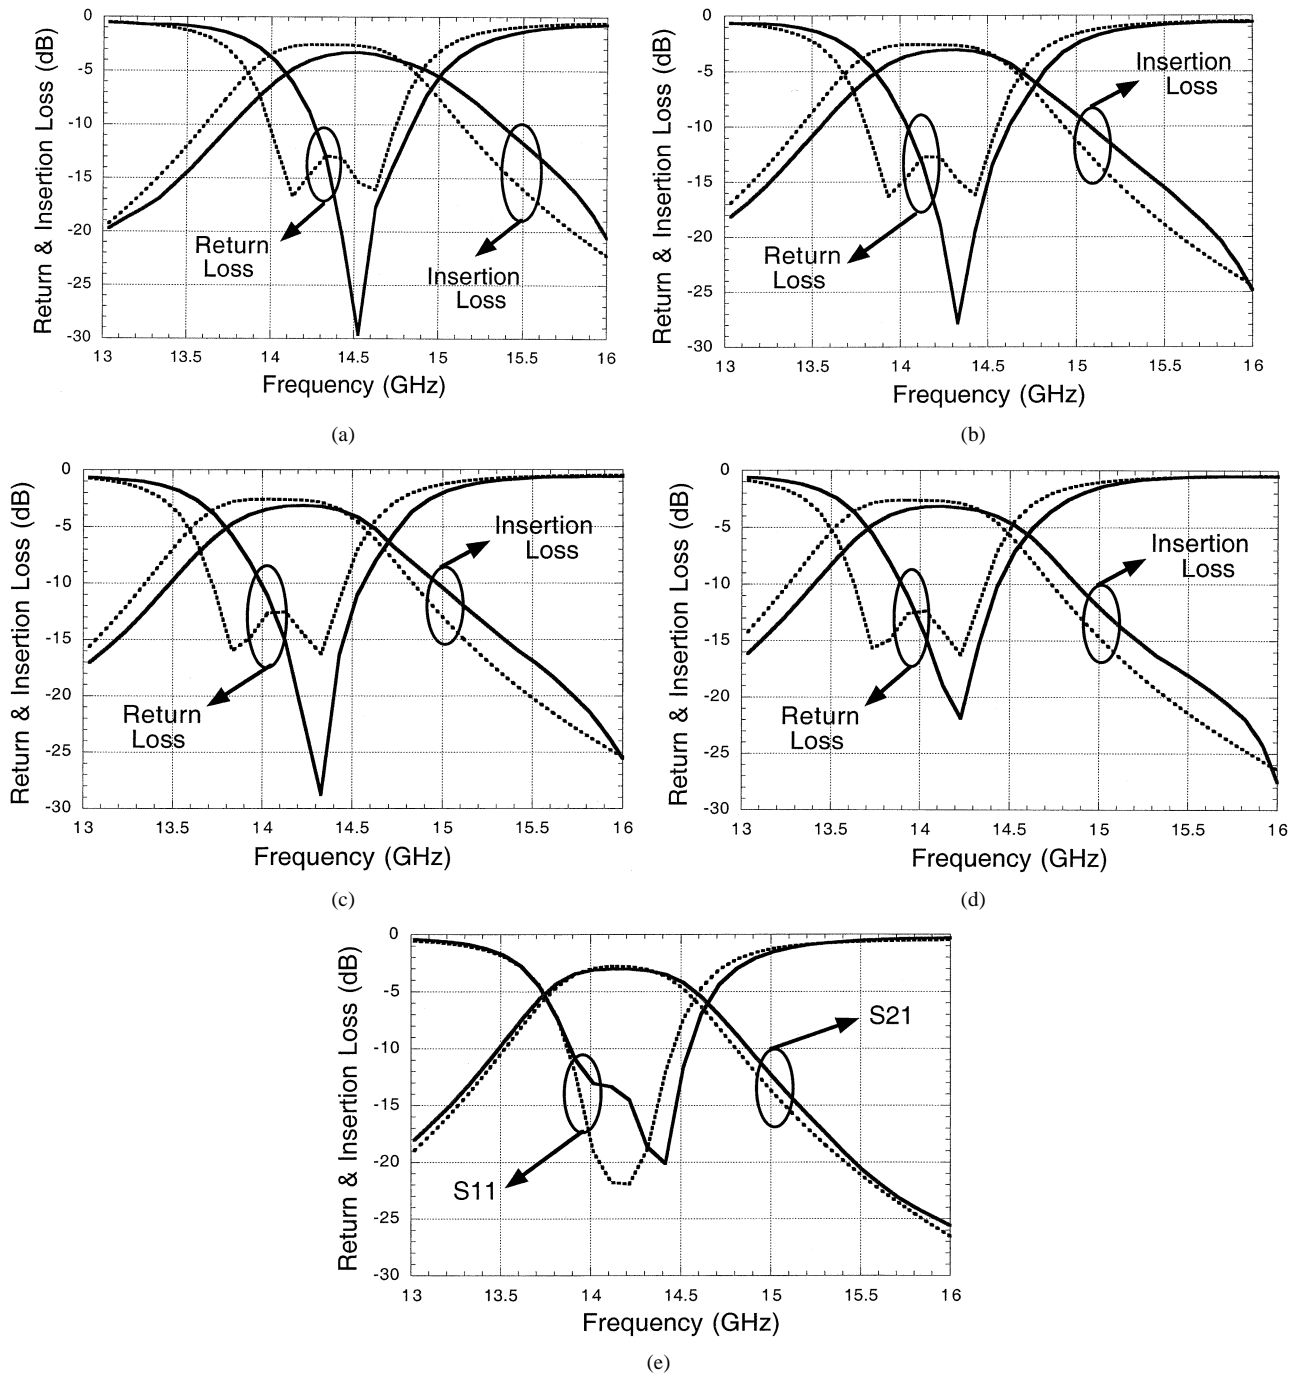 Return & Insertion Loss (dB)
0
-5
-10
-15
-20
-25
-30
Return
Loss
Insertion
Loss
13
13.5
14
14.5
15
15.5
16
Frequency (GHz)
(a)
Return & Insertion Loss (dB)
0
-5
-10
-15
-20
-25
-30
Insertion
Loss
Return
Loss
13
13.5
14
14.5
15
15.5
16
Frequency (GHz)
(b)
Return & Insertion Loss (dB)
0
-5
-10
-15
-20
-25
-30
Insertion
Loss
Return
Loss
13
13.5
14
14.5
15
15.5
16
Frequency (GHz)
(c)
Return & Insertion Loss (dB)
0
-5
-10
-15
-20
-25
-30
Insertion
Loss
Return
Loss
13
13.5
14
14.5
15
15.5
16
Frequency (GHz)
(d)
Return & Insertion Loss (dB)
0
-5
-10
-15
-20
-25
-30
S21
S11
13
13.5
14
14.5
15
15.5
16
Frequency (GHz)
(e)